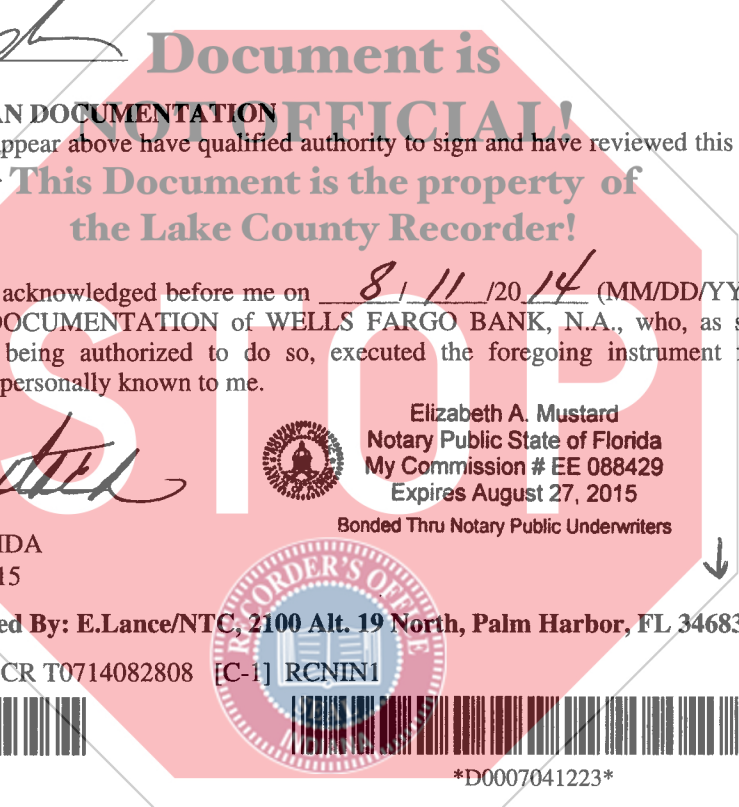 Document is
NOT OFFICIAL!
AN DOCUMENTATION
appear above have qualified authority to sign and have reviewed this
This Document is the property of
the Lake County Recorder!
acknowledged before me on 8 / 11 /20 14 (MM/DD/YY
DOCUMENTATION of WELLS FARGO BANK, N.A., who, as s
being authorized to do so, executed the foregoing instrument f
personally known to me.
STOP
Elizabeth A. Mustard
Notary Public State of Florida
My Commission # EE 088429
Expires August 27, 2015
Bonded Thru Notary Public Underwriters
IDA
15
ed By: E.Lance/NTC, 2100 Alt. 19 North, Palm Harbor, FL 34683
RECORDER'S OFFICE
CR T0714082808 [C-1] RCNIN1
INDIANA
*D0007041223*